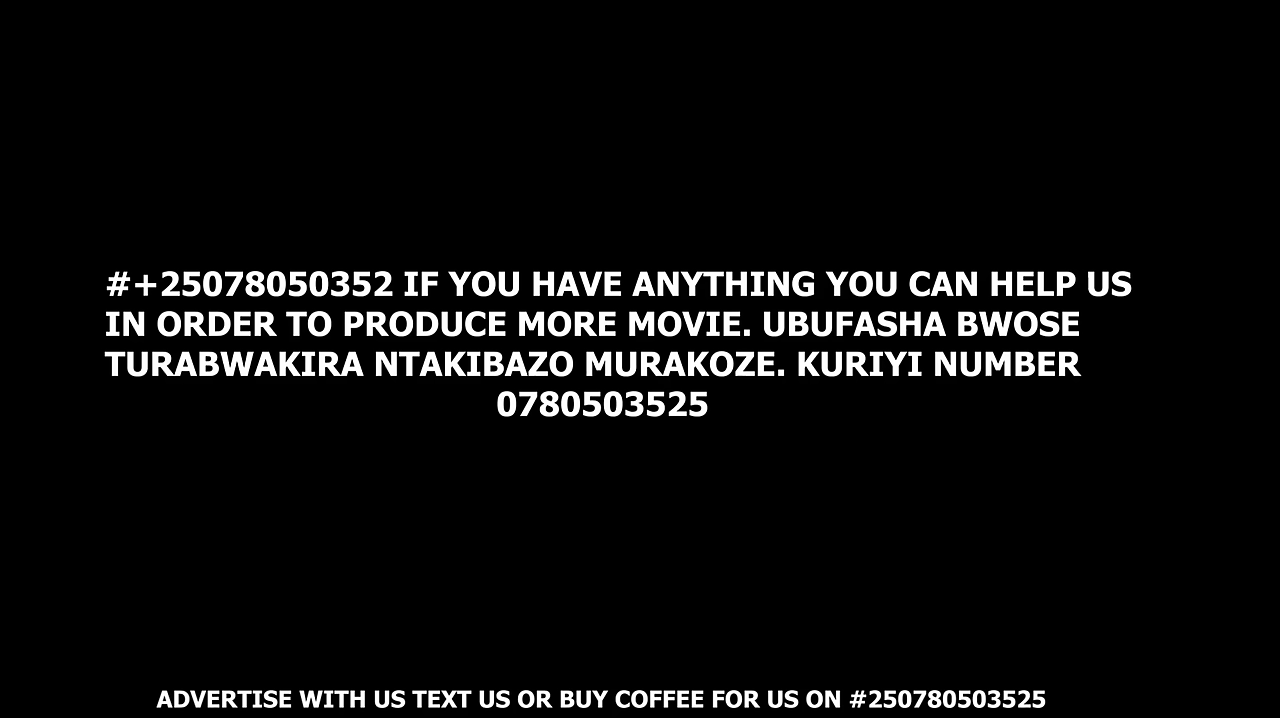 #+25078050352 IF YOU HAVE ANYTHING YOU CAN HELP US
IN ORDER TO PRODUCE MORE MOVIE. UBUFASHA BWOSE
TURABWAKIRA NTAKIBAZO MURAKOZE. KURIYI NUMBER
0780503525
ADVERTISE WITH US TEXT US OR BUY COFFEE FOR US ON #250780503525